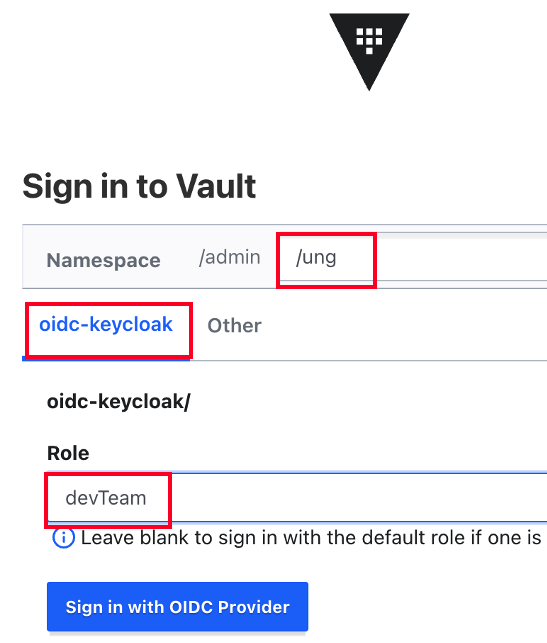 Sign in to Vault
Namespace /admin /ung
oidc-keycloak Other
oidc-keycloak/
Role
devTeam
Leave blank to sign in with the default role if one is
Sign in with OIDC Provider